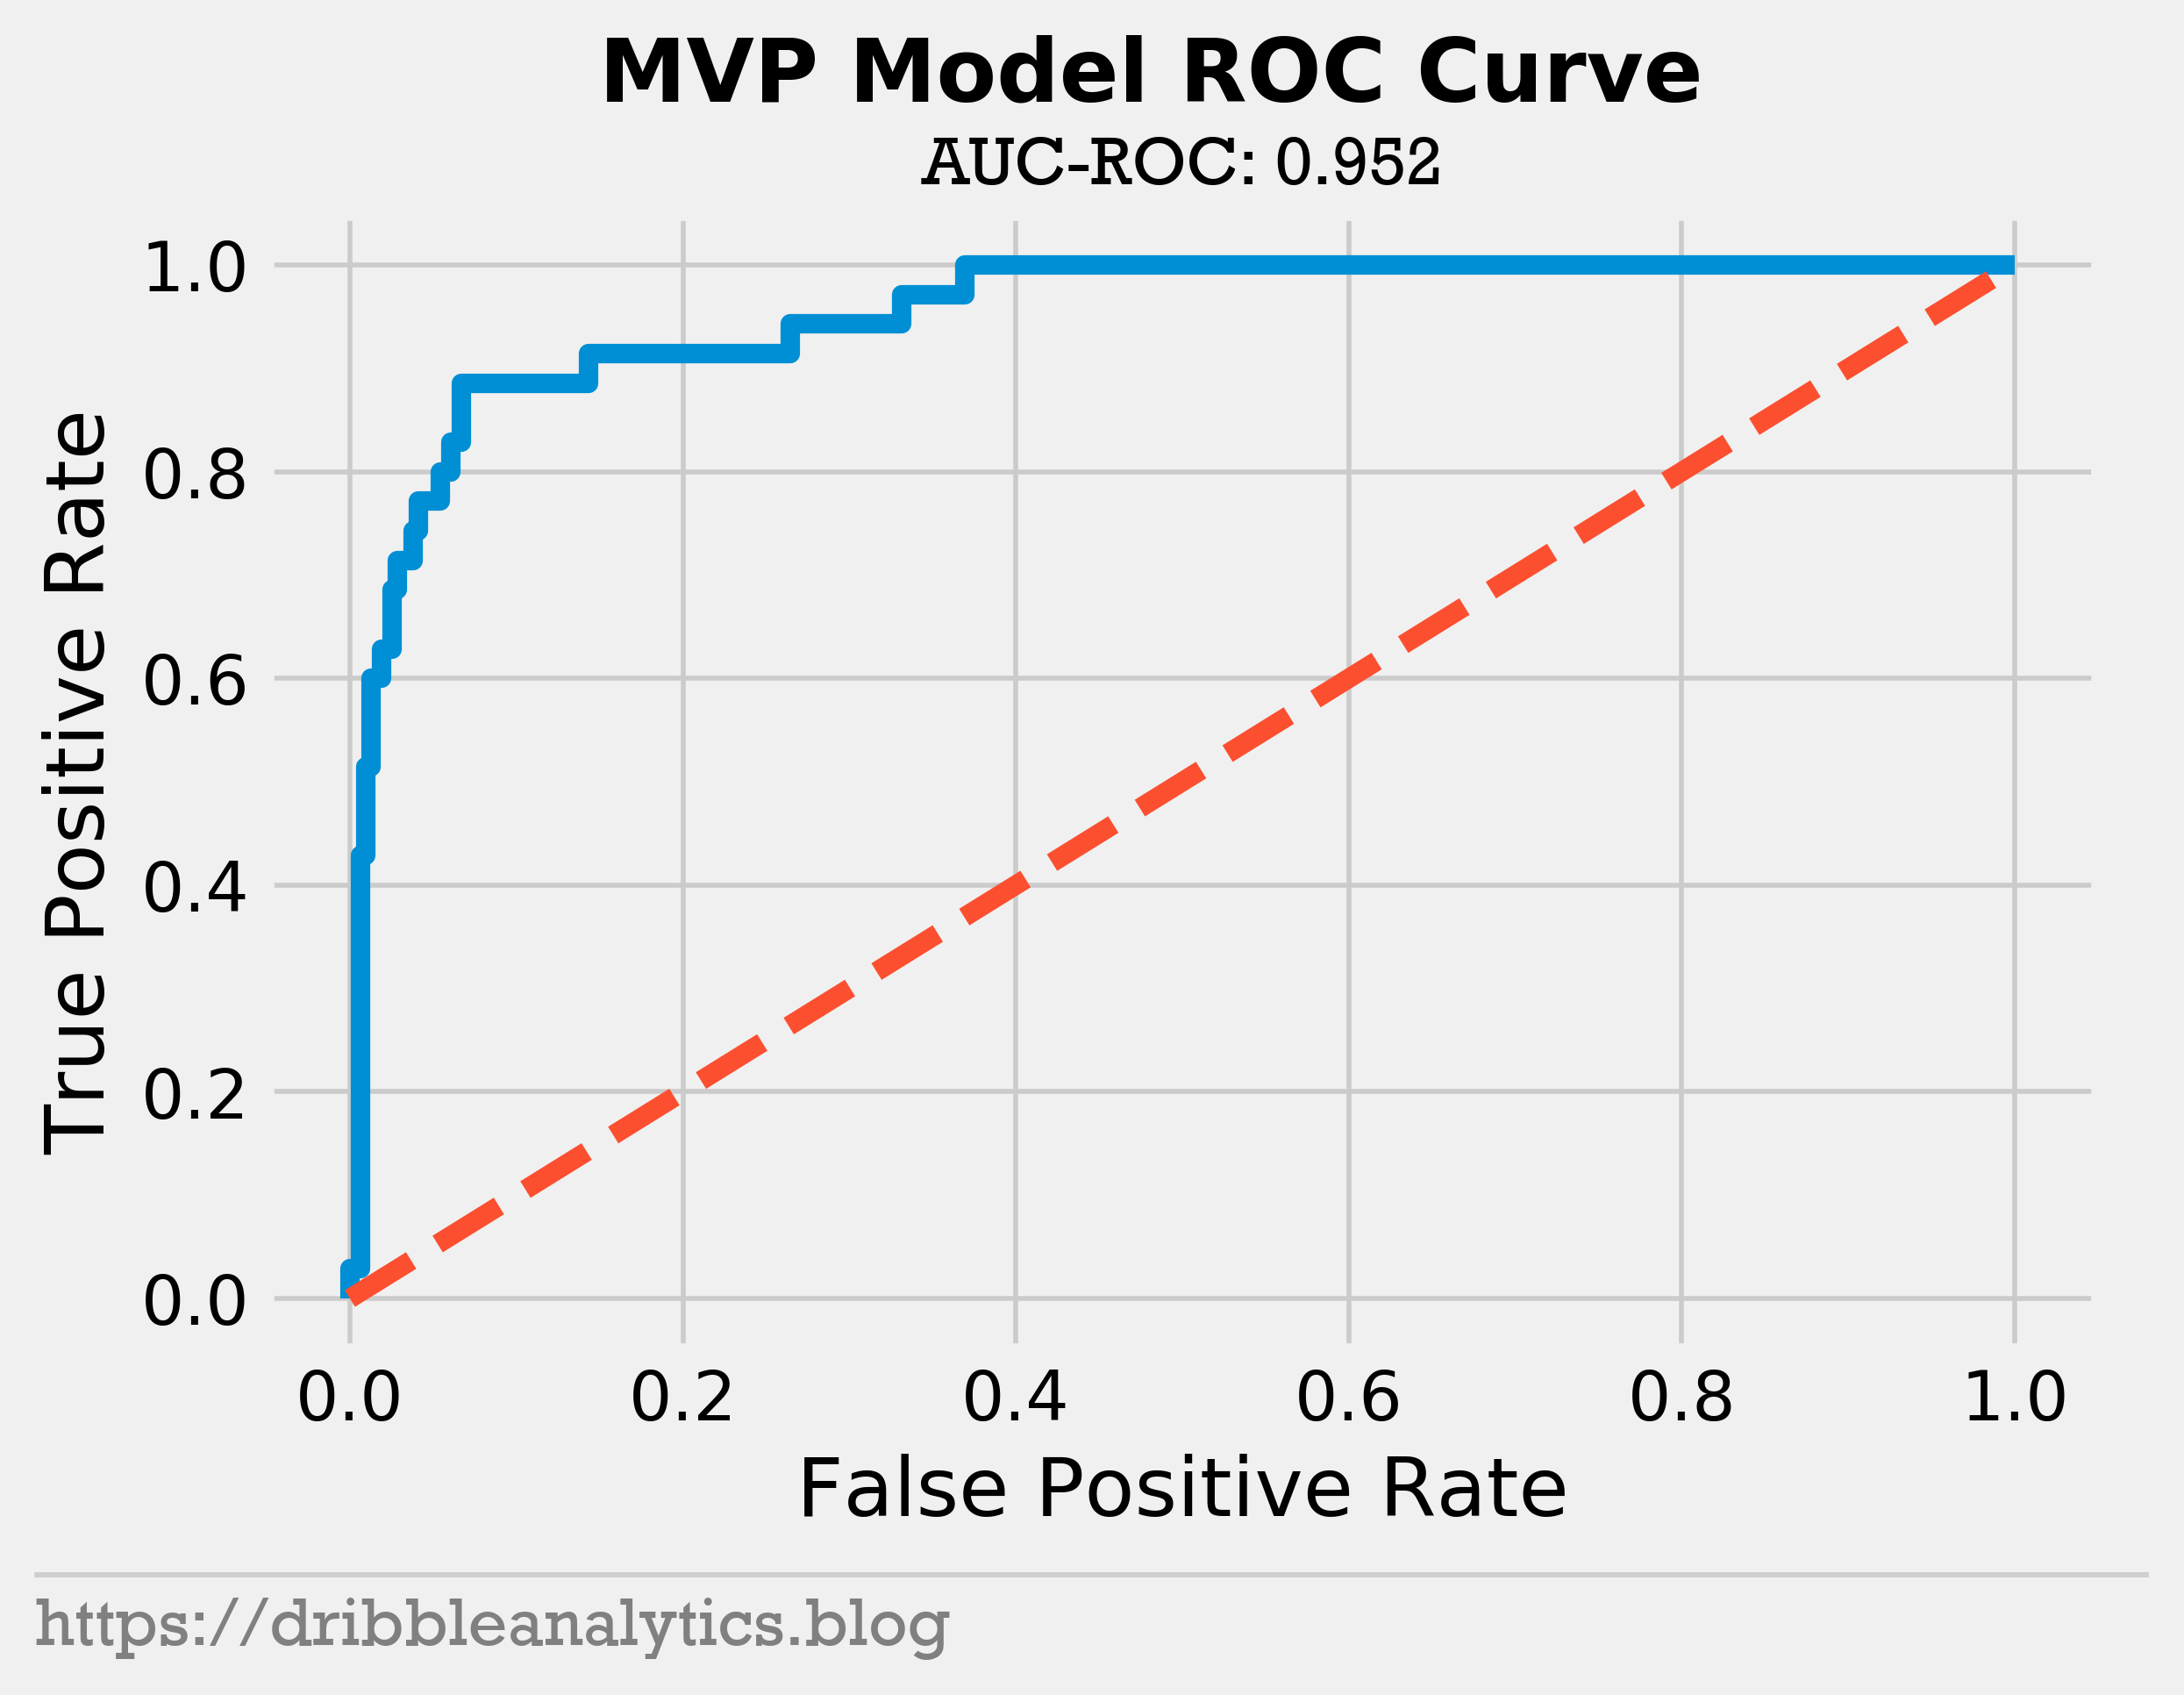 MVP Model ROC Curve
AUC-ROC: 0.952
1.0
0.8
0.6
0.4
0.2
0.0
True Positive Rate
0.0 0.2 0.4 0.6 0.8 1.0
False Positive Rate
https://dribbleanalytics.blog